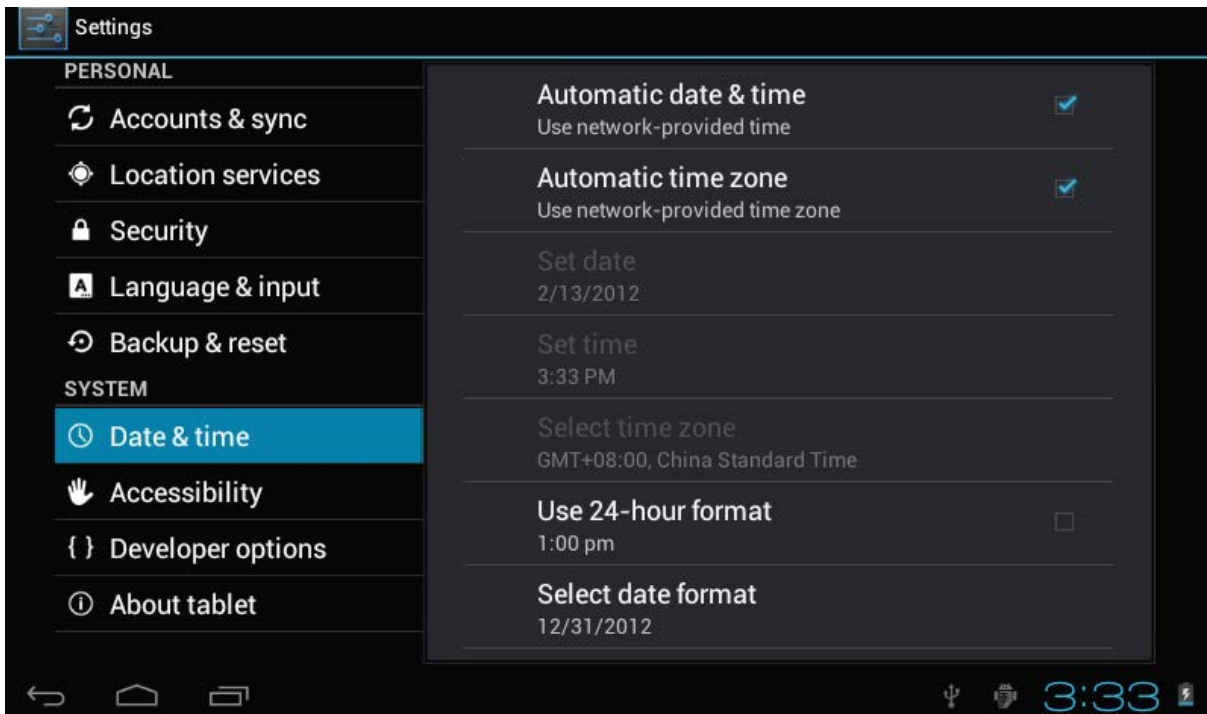 Settings
PERSONAL
Accounts & sync
Location services
Security
Language & input
Backup & reset
SYSTEM
Date & time
Accessibility
{ } Developer options
About tablet
Automatic date & time
Use network-provided time
Automatic time zone
Use network-provided time zone
Set date
2/13/2012
Set time
3:33 PM
Select time zone
GMT+08:00, China Standard Time
Use 24-hour format
1:00 pm
Select date format
12/31/2012
3:33